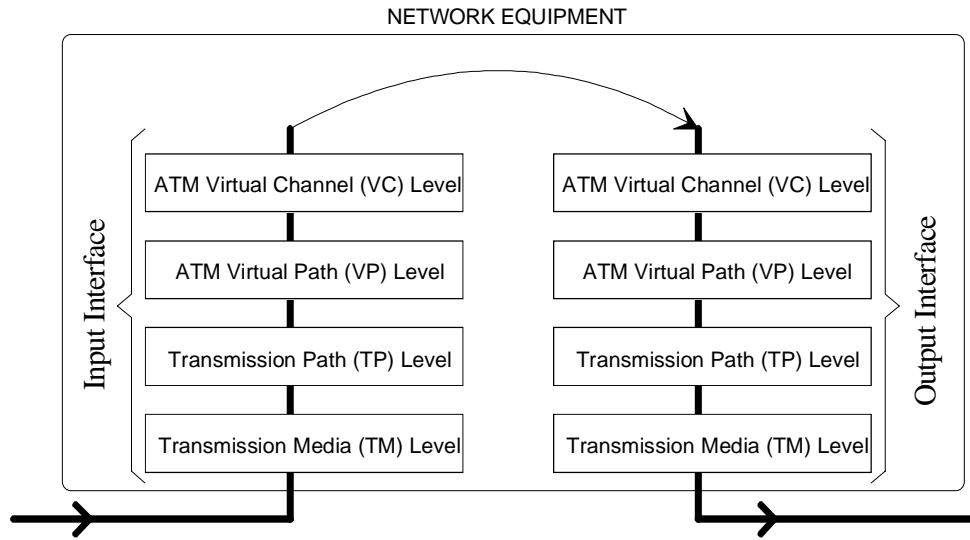 NETWORK EQUIPMENT
Input Interface
ATM Virtual Channel (VC) Level
ATM Virtual Path (VP) Level
Transmission Path (TP) Level
Transmission Media (TM) Level
ATM Virtual Channel (VC) Level
ATM Virtual Path (VP) Level
Transmission Path (TP) Level
Transmission Media (TM) Level
Output Interface